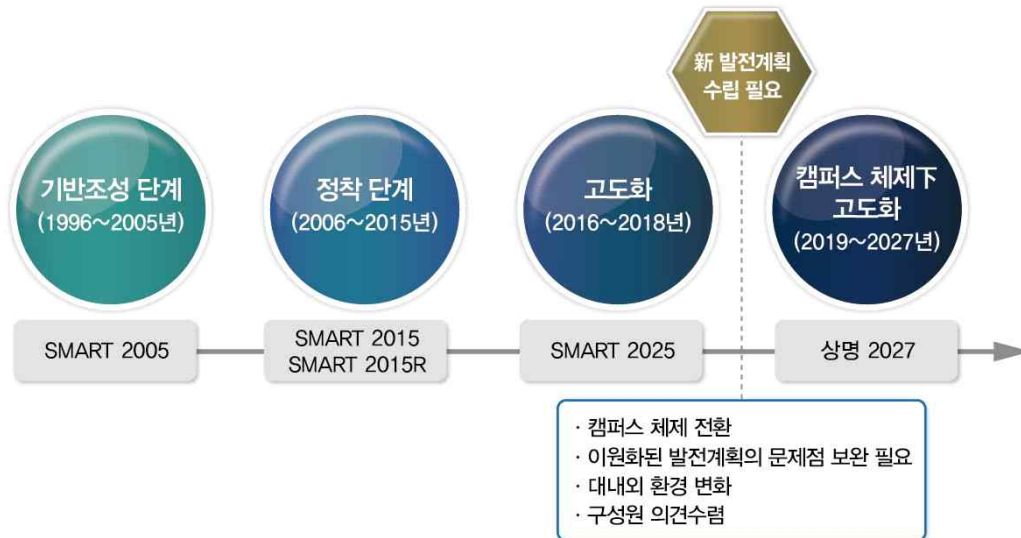 新 발전계획
수립 필요
기반조성 단계
(1996～2005년)
정착 단계
(2006～2015년)
고도화
(2016～2018년)
캠퍼스 체제下
고도화
(2019～2027년)
SMART 2005
SMART 2015
SMART 2015R
SMART 2025
상명 2027
· 캠퍼스 체제 전환
· 이원화된 발전계획의 문제점 보완 필요
· 대내외 환경 변화
· 구성원 의견수렴